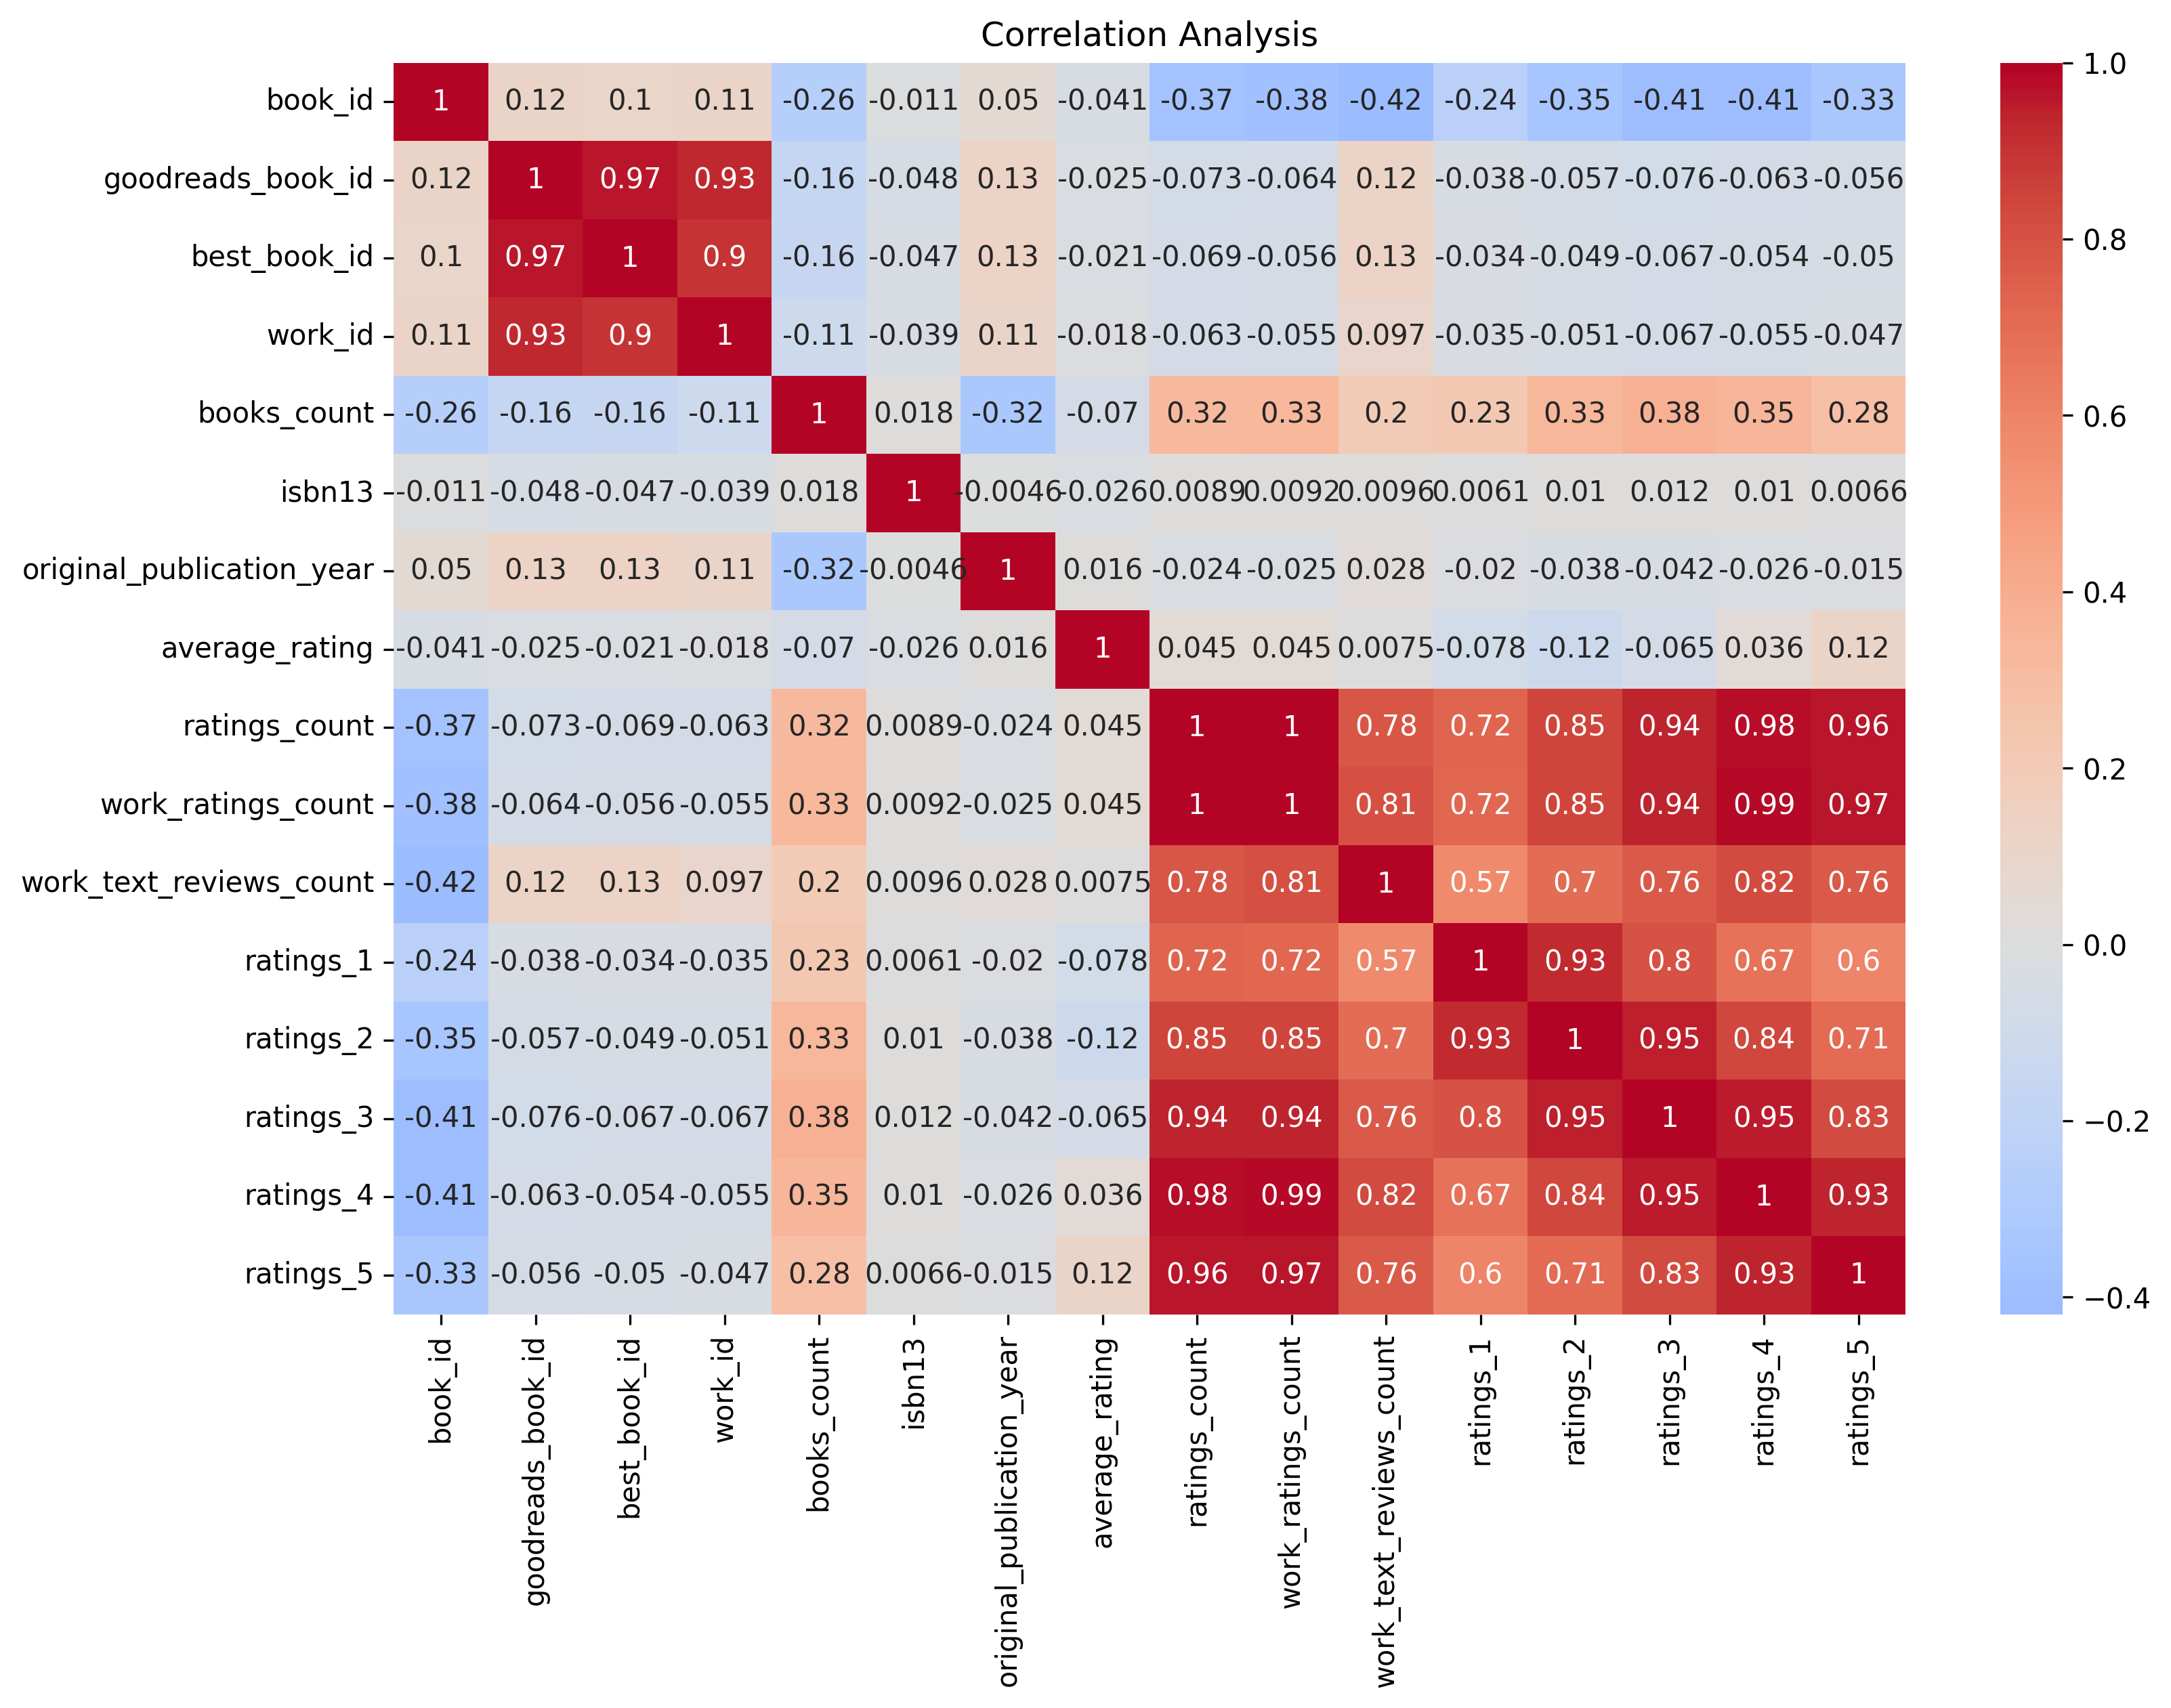 Correlation Analysis
book_id 1 0.12 0.1 0.11 -0.26 -0.011 0.05 -0.041 -0.37 -0.38 -0.42 -0.24 -0.35 -0.41 -0.41 -0.33
goodreads_book_id 0.12 1 0.97 0.93 -0.16 -0.048 0.13 -0.025 -0.073 -0.064 0.12 -0.038 -0.057 -0.076 -0.063 -0.056
best_book_id 0.1 0.97 1 0.9 -0.16 -0.047 0.13 -0.021 -0.069 -0.056 0.13 -0.034 -0.049 -0.067 -0.054 -0.05
work_id 0.11 0.93 0.9 1 -0.11 -0.039 0.11 -0.018 -0.063 -0.055 0.097 -0.035 -0.051 -0.067 -0.055 -0.047
books_count -0.26 -0.16 -0.16 -0.11 1 0.018 -0.32 -0.07 0.32 0.33 0.2 0.23 0.33 0.38 0.35 0.28
isbn13 -0.011 -0.048 -0.047 -0.039 0.018 1 -0.0046 -0.026 0.0089 0.0092 0.0096 0.0061 0.01 0.012 0.01 0.0066
original_publication_year 0.05 0.13 0.13 0.11 -0.32 -0.0046 1 0.016 -0.024 -0.025 0.028 -0.02 -0.038 -0.042 -0.026 -0.015
average_rating -0.041 -0.025 -0.021 -0.018 -0.07 -0.026 0.016 1 0.045 0.045 0.0075 -0.078 -0.12 -0.065 0.036 0.12
ratings_count -0.37 -0.073 -0.069 -0.063 0.32 0.0089 -0.024 0.045 1 1 0.78 0.72 0.85 0.94 0.98 0.96
work_ratings_count -0.38 -0.064 -0.056 -0.055 0.33 0.0092 -0.025 0.045 1 1 0.81 0.72 0.85 0.94 0.99 0.97
work_text_reviews_count -0.42 0.12 0.13 0.097 0.2 0.0096 0.028 0.0075 0.78 0.81 1 0.57 0.7 0.76 0.82 0.76
ratings_1 -0.24 -0.038 -0.034 -0.035 0.23 0.0061 -0.02 -0.078 0.72 0.72 0.57 1 0.93 0.8 0.67 0.6
ratings_2 -0.35 -0.057 -0.049 -0.051 0.33 0.01 -0.038 -0.12 0.85 0.85 0.7 0.93 1 0.95 0.84 0.71
ratings_3 -0.41 -0.076 -0.067 -0.067 0.38 0.012 -0.042 -0.065 0.94 0.94 0.76 0.8 0.95 1 0.95 0.83
ratings_4 -0.41 -0.063 -0.054 -0.055 0.35 0.01 -0.026 0.036 0.98 0.99 0.82 0.67 0.84 0.95 1 0.93
ratings_5 -0.33 -0.056 -0.05 -0.047 0.28 0.0066 -0.015 0.12 0.96 0.97 0.76 0.6 0.71 0.83 0.93 1
book_id
goodreads_book_id
best_book_id
work_id
books_count
isbn13
original_publication_year
average_rating
ratings_count
work_ratings_count
work_text_reviews_count
ratings_1
ratings_2
ratings_3
ratings_4
ratings_5
1.0
0.8
0.6
0.4
0.2
0.0
−0.2
−0.4